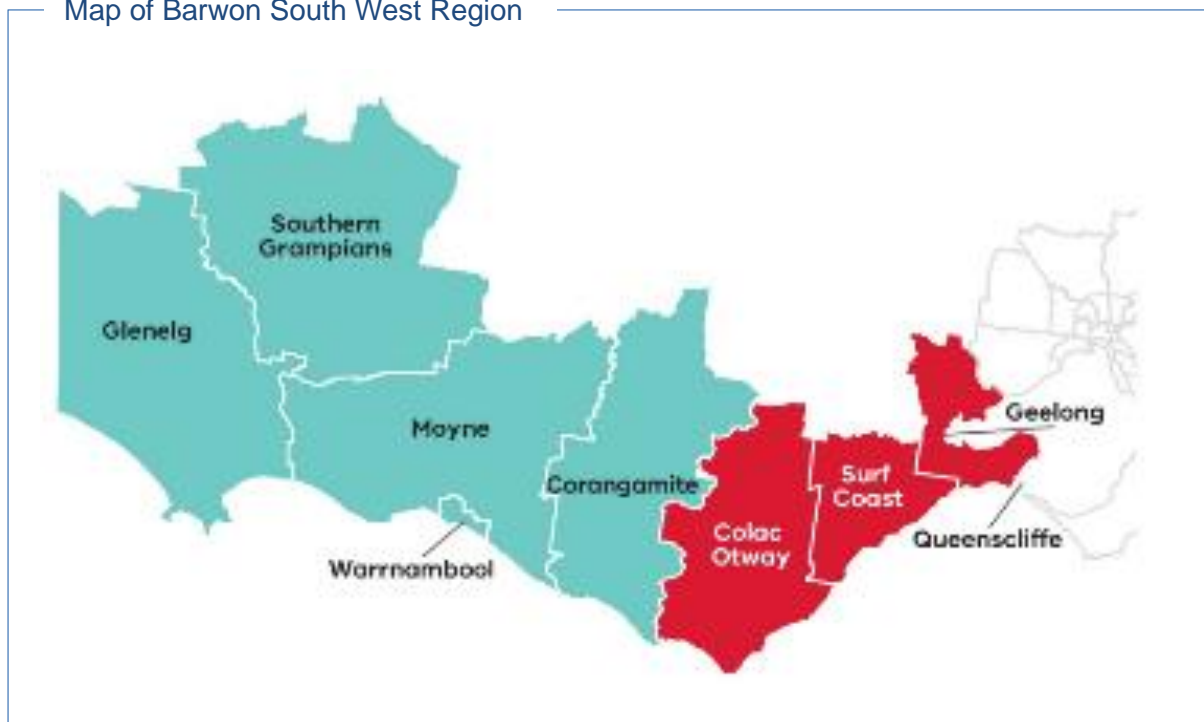 Map of Barwon South West Region
Southern
Grampians
Glenelg
Moyne
Corangamite
Warrnambool
Colac
Otway
Surf
Coast
Geelong
Queenscliffe